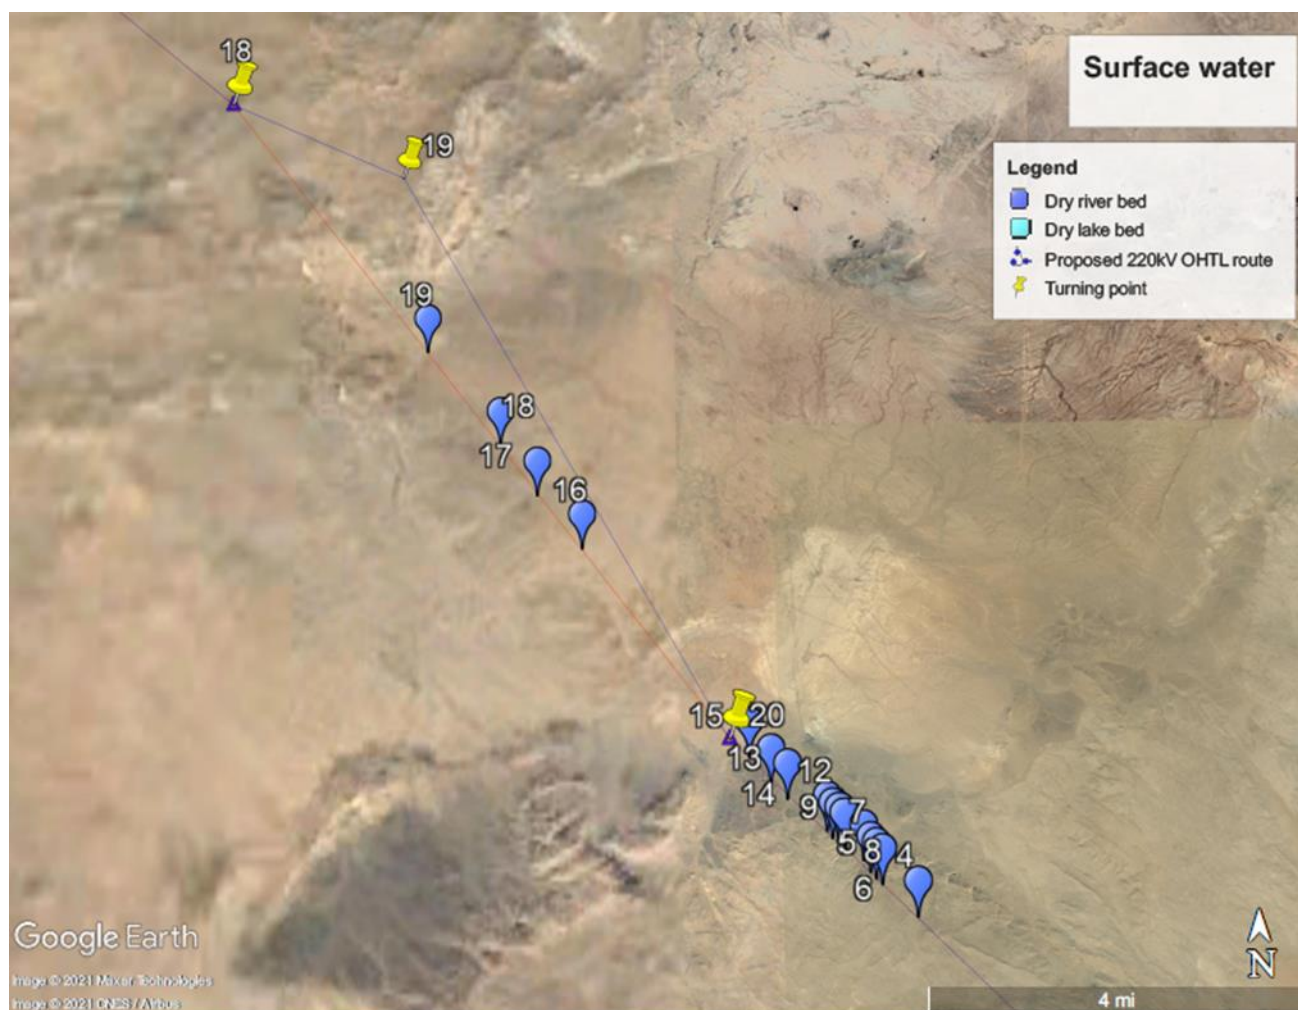 Surface water
Legend
Dry river bed
Dry lake bed
Proposed 220kV OHTL route
Turning point
18
19
19
18
17
16
15
20
13
12
14
9
7
5
8
4
6
Google Earth
Image © 2021 Maxar Technologies
Image © 2021 CNES / Airbus
N
4 mi